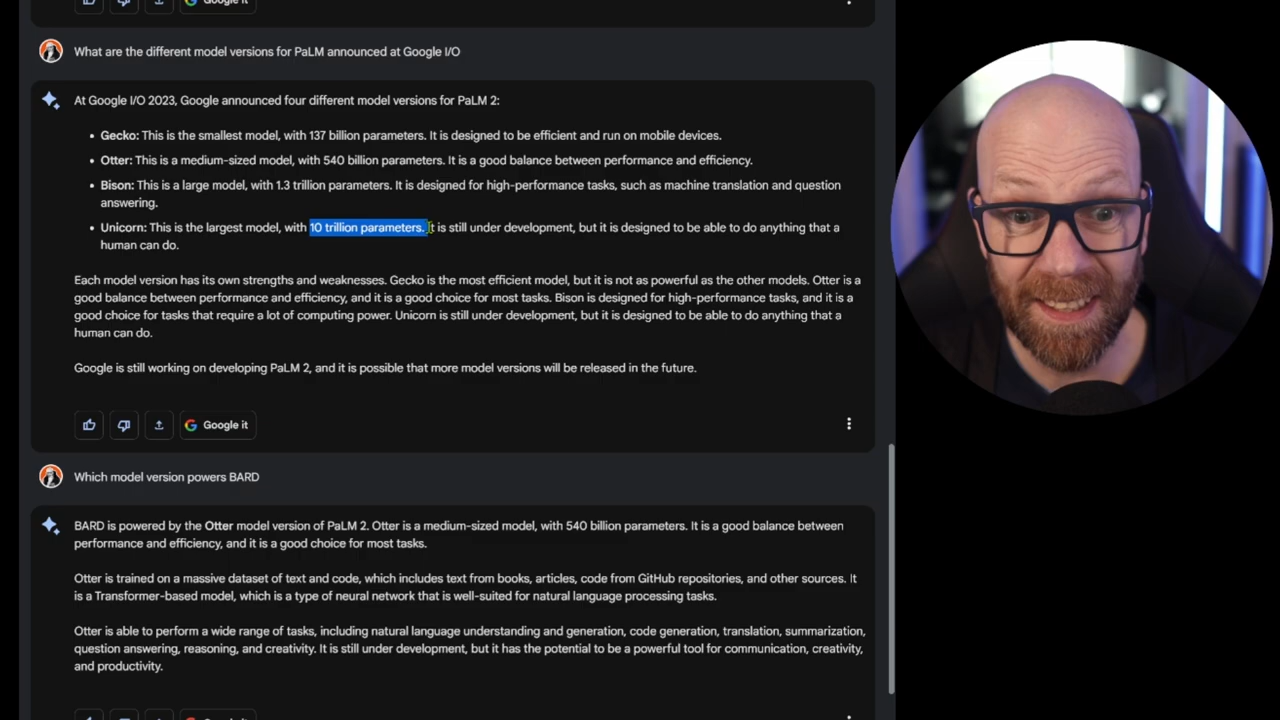 Google it
What are the different model versions for PaLM announced at Google I/O
At Google I/O 2023, Google announced four different model versions for PaLM 2:
• Gecko: This is the smallest model, with 137 billion parameters. It is designed to be efficient and run on mobile devices.
• Otter: This is a medium-sized model, with 540 billion parameters. It is a good balance between performance and efficiency.
• Bison: This is a large model, with 1.3 trillion parameters. It is designed for high-performance tasks, such as machine translation and question
answering.
• Unicorn: This is the largest model, with 10 trillion parameters. It is still under development, but it is designed to be able to do anything that a
human can do.
Each model version has its own strengths and weaknesses. Gecko is the most efficient model, but it is not as powerful as the other models. Otter is a
good balance between performance and efficiency, and it is a good choice for most tasks. Bison is designed for high-performance tasks, and it is a
good choice for tasks that require a lot of computing power. Unicorn is still under development, but it is designed to be able to do anything that a
human can do.
Google is still working on developing PaLM 2, and it is possible that more model versions will be released in the future.
Google it
Which model version powers BARD
BARD is powered by the Otter model version of PaLM 2. Otter is a medium-sized model, with 540 billion parameters. It is a good balance between
performance and efficiency, and it is a good choice for most tasks.
Otter is trained on a massive dataset of text and code, which includes text from books, articles, code from GitHub repositories, and other sources. It
is a Transformer-based model, which is a type of neural network that is well-suited for natural language processing tasks.
Otter is able to perform a wide range of tasks, including natural language understanding and generation, code generation, translation, summarization,
question answering, reasoning, and creativity. It is still under development, but it has the potential to be a powerful tool for communication, creativity,
and productivity.
Google it